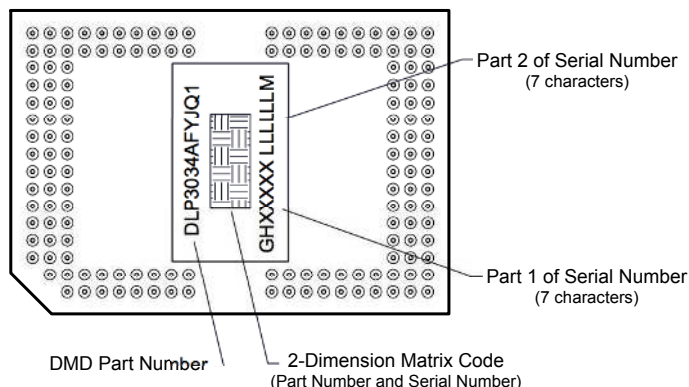 Part 2 of Serial Number
(7 characters)
DLP3034AFYJQ1
GHXXXXX LLLLLLM
Part 1 of Serial Number
(7 characters)
DMD Part Number
2-Dimension Matrix Code
(Part Number and Serial Number)